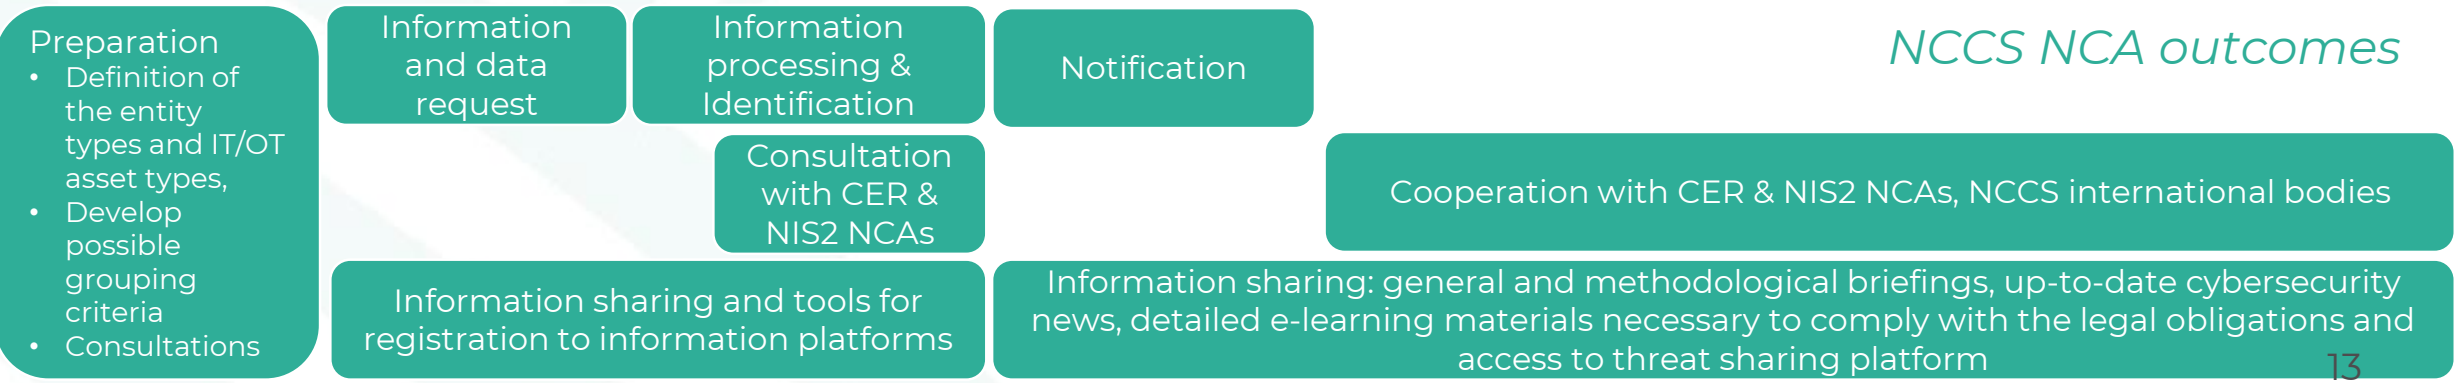 Preparation
• Definition of
the entity
types and IT/OT
asset types,
• Develop
possible
grouping
criteria
• Consultations
Information
and data
request
Information
processing &
Identification
Notification
NCCS NCA outcomes
Consultation
with CER &
NIS2 NCAs
Cooperation with CER & NIS2 NCAs, NCCS international bodies
Information sharing and tools for
registration to information platforms
Information sharing: general and methodological briefings, up-to-date cybersecurity
news, detailed e-learning materials necessary to comply with the legal obligations and
access to threat sharing platform
13